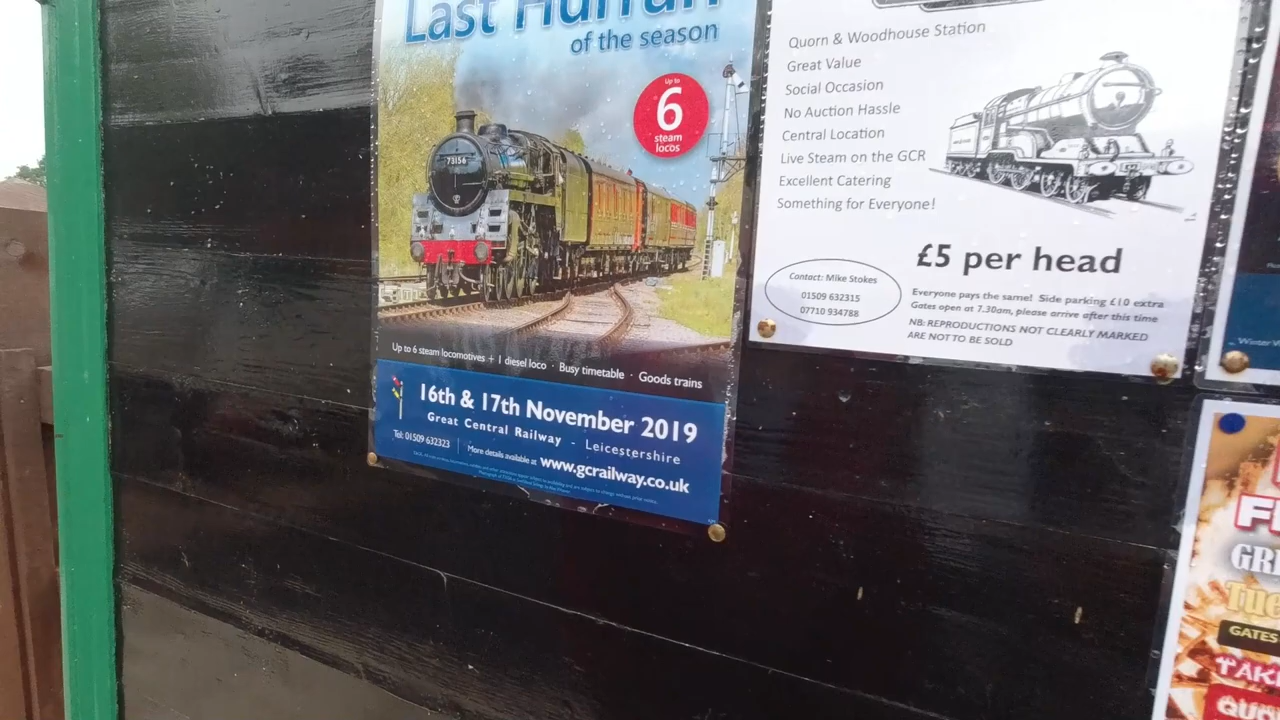 Last Hurrah
of the season
Up to
6
steam
locos
73156
Up to 6 steam locomotives + 1 diesel loco · Busy timetable · Goods trains
16th & 17th November 2019
Great Central Railway - Leicestershire
Tel: 01509 632323
More details available at www.gcrailway.co.uk
Quorn & Woodhouse Station
Great Value
Social Occasion
No Auction Hassle
Central Location
Live Steam on the GCR
Excellent Catering
Something for Everyone!
£5 per head
Contact: Mike Stokes
01509 632315
07710 934788
Everyone pays the same! Side parking £10 extra
Gates open at 7.30am, please arrive after this time
NB: REPRODUCTIONS NOT CLEARLY MARKED
ARE NOT TO BE SOLD
GATES